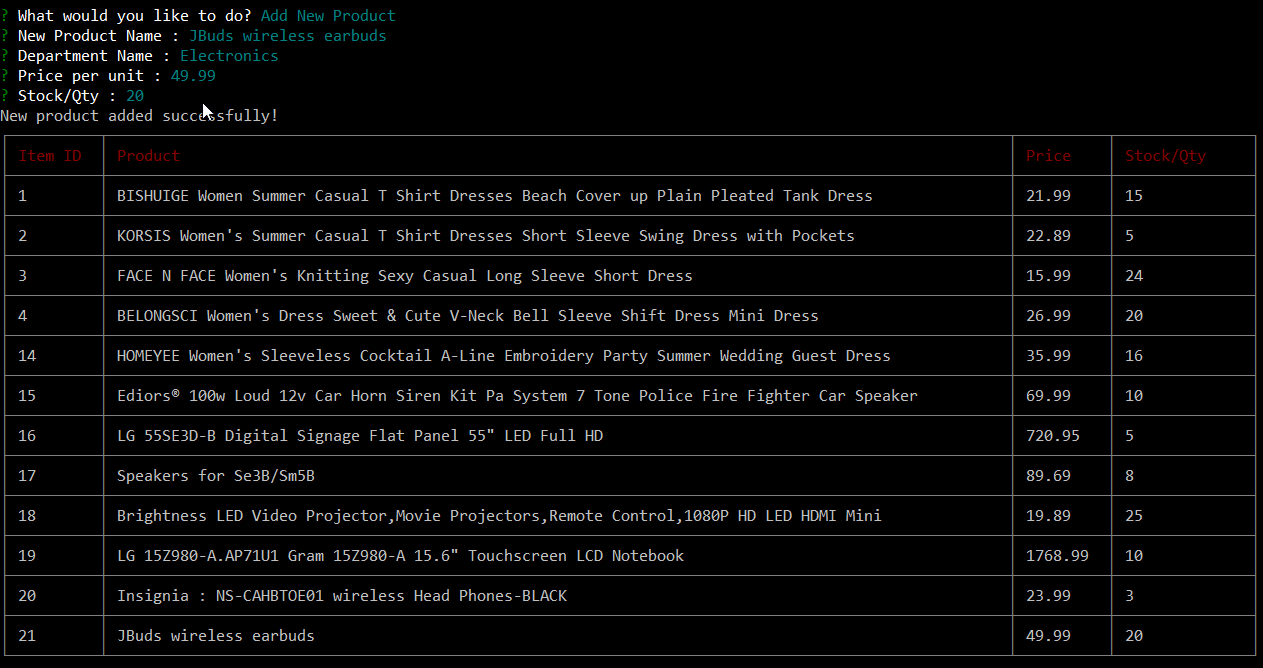 ? What would you like to do? Add New Product
? New Product Name : JBuds wireless earbuds
? Department Name : Electronics
? Price per unit : 49.99
? Stock/Qty : 20
New product added successfully!
Item ID Product Price Stock/Qty
1 BISHUIGE Women Summer Casual T Shirt Dresses Beach Cover up Plain Pleated Tank Dress 21.99 15
2 KORSIS Women's Summer Casual T Shirt Dresses Short Sleeve Swing Dress with Pockets 22.89 5
3 FACE N FACE Women's Knitting Sexy Casual Long Sleeve Short Dress 15.99 24
4 BELONGSCI Women's Dress Sweet & Cute V-Neck Bell Sleeve Shift Dress Mini Dress 26.99 20
14 HOMEYEE Women's Sleeveless Cocktail A-Line Embroidery Party Summer Wedding Guest Dress 35.99 16
15 Ediors® 100w Loud 12v Car Horn Siren Kit Pa System 7 Tone Police Fire Fighter Car Speaker 69.99 10
16 LG 55SE3D-B Digital Signage Flat Panel 55" LED Full HD 720.95 5
17 Speakers for Se3B/Sm5B 89.69 8
18 Brightness LED Video Projector,Movie Projectors,Remote Control,1080P HD LED HDMI Mini 19.89 25
19 LG 15Z980-A.AP71U1 Gram 15Z980-A 15.6" Touchscreen LCD Notebook 1768.99 10
20 Insignia : NS-CAHBTOE01 wireless Head Phones-BLACK 23.99 3
21 JBuds wireless earbuds 49.99 20